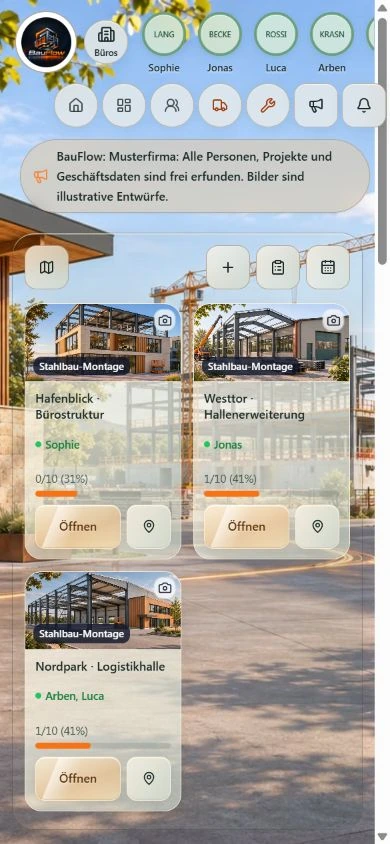 BauFlow
Büros
LANG
BECKE
ROSSI
KRASN
Sophie
Jonas
Luca
Arben
BauFlow: Musterfirma: Alle Personen, Projekte und
Geschäftsdaten sind frei erfunden. Bilder sind
illustrative Entwürfe.
Stahlbau-Montage
Hafenblick ·
Bürostruktur
Sophie
0/10 (31%)
Öffnen
Stahlbau-Montage
Westtor ·
Hallenerweiterung
Jonas
1/10 (41%)
Öffnen
Stahlbau-Montage
Nordpark · Logistikhalle
Arben, Luca
1/10 (41%)
Öffnen